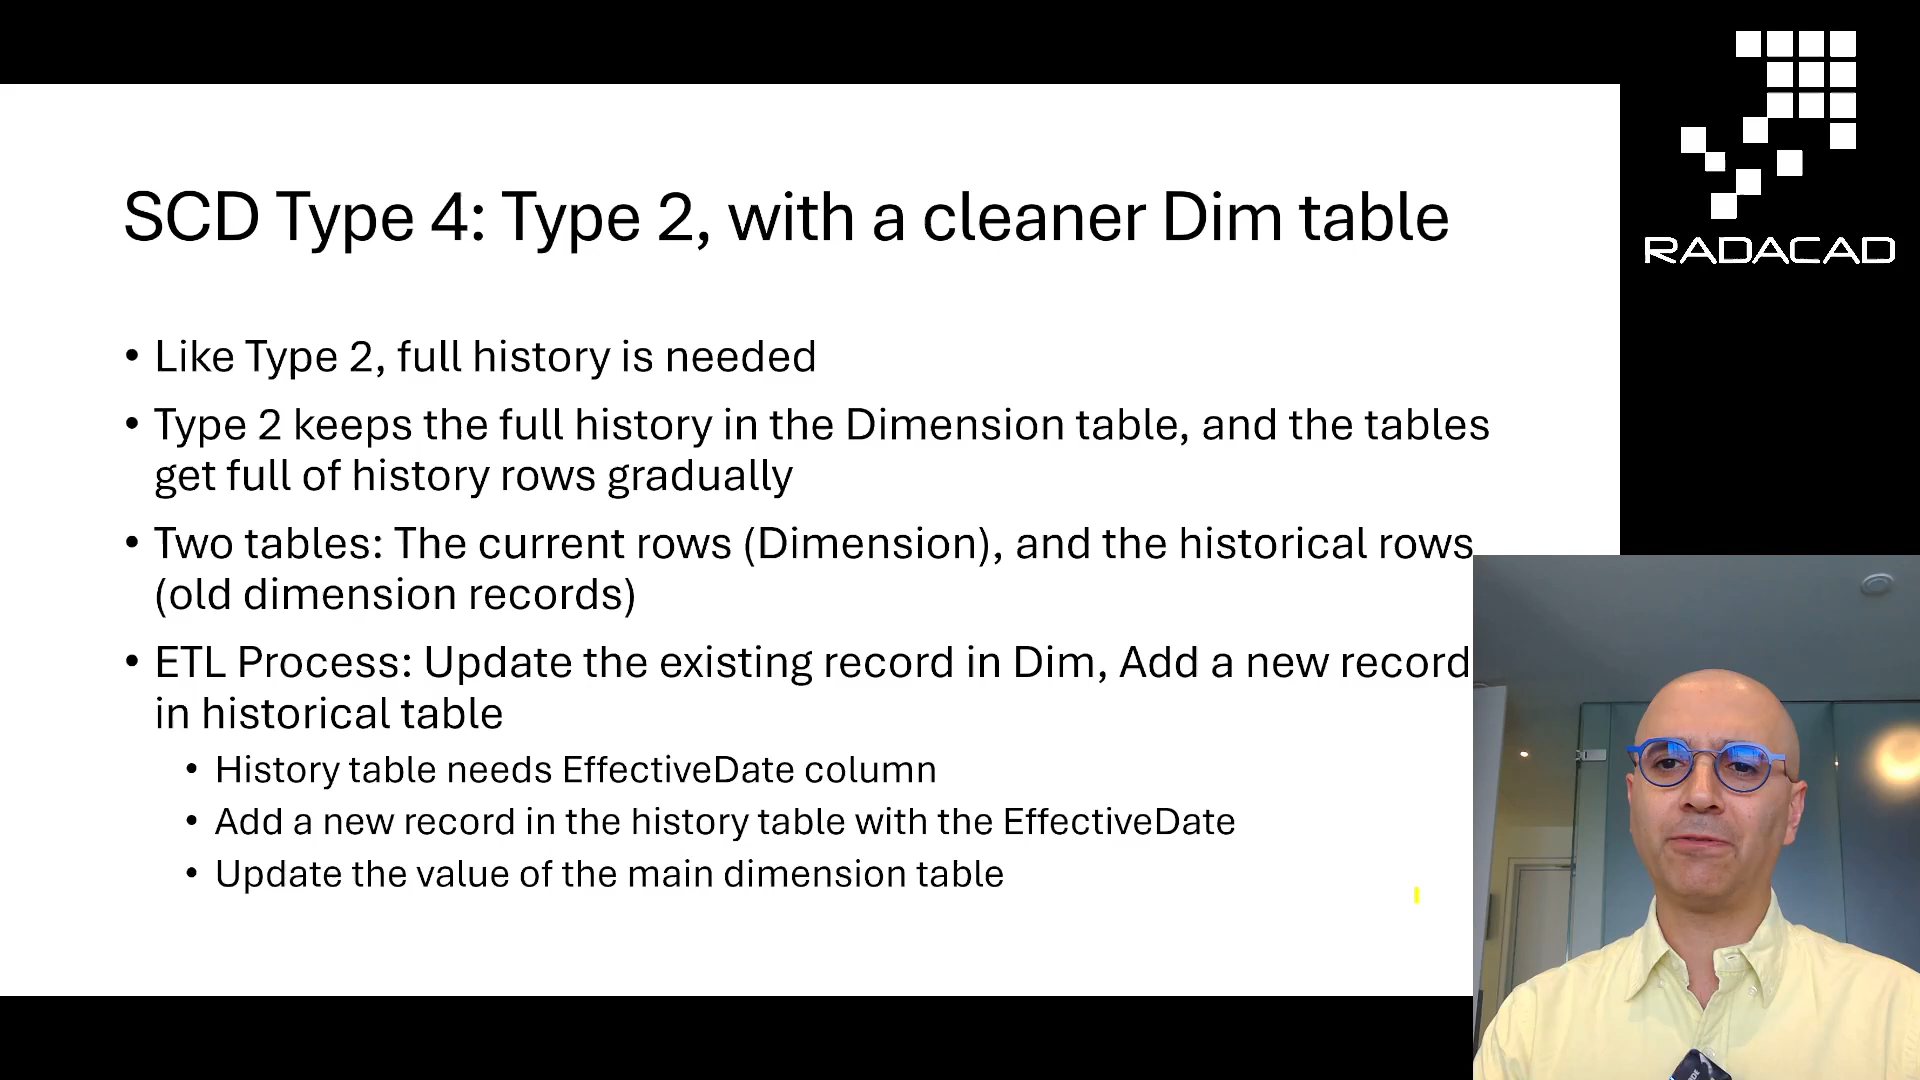 SCD Type 4: Type 2, with a cleaner Dim table
• Like Type 2, full history is needed
• Type 2 keeps the full history in the Dimension table, and the tables
get full of history rows gradually
• Two tables: The current rows (Dimension), and the historical rows
(old dimension records)
• ETL Process: Update the existing record in Dim, Add a new record
in historical table
• History table needs EffectiveDate column
• Add a new record in the history table with the EffectiveDate
• Update the value of the main dimension table
RADACAD